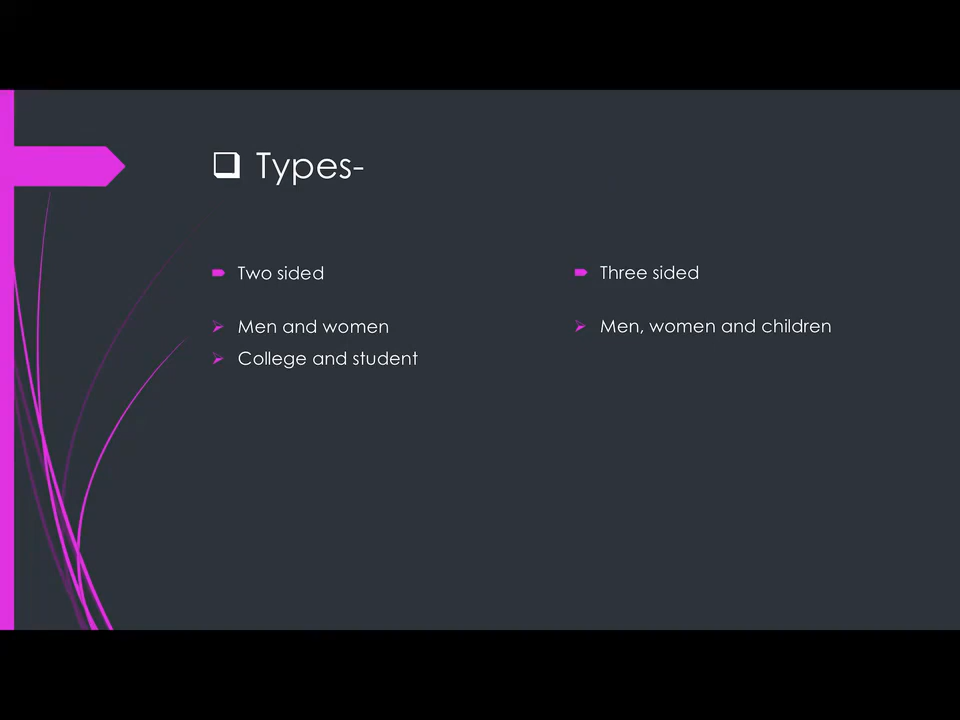 Types-
Two sided
Men and women
College and student
Three sided
Men, women and children